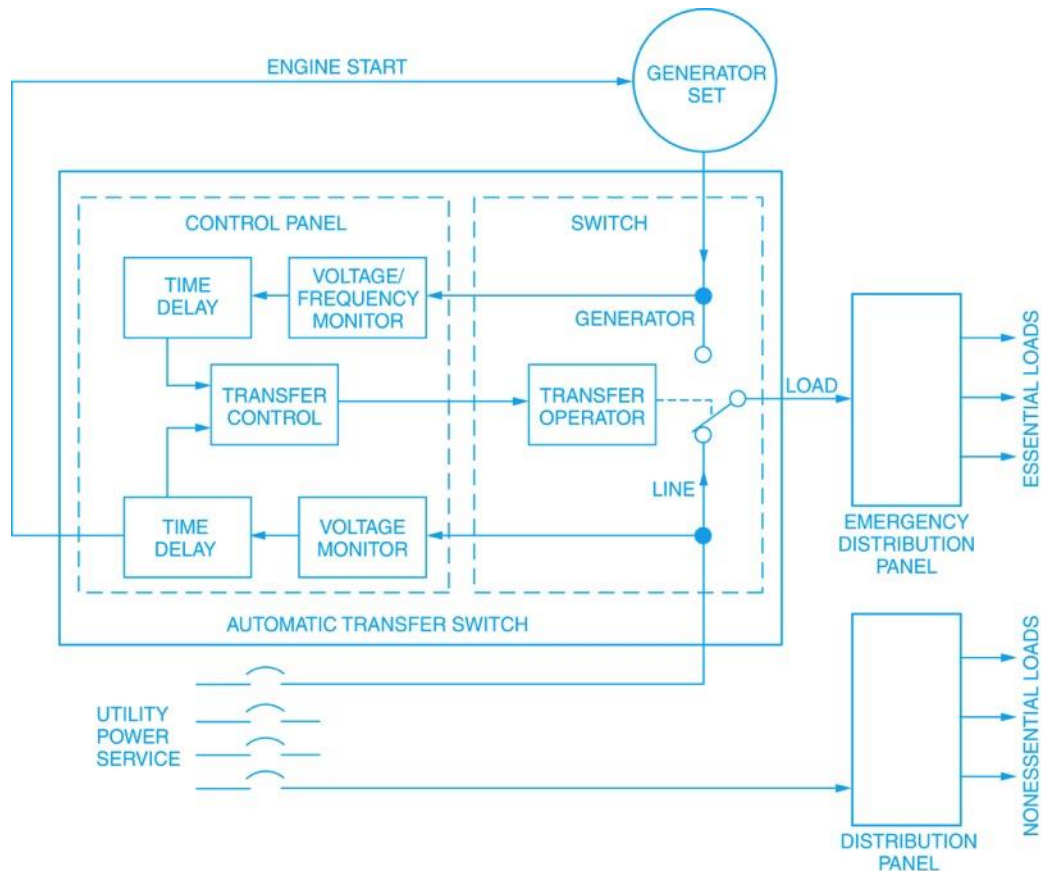 ENGINE START
GENERATOR
SET
CONTROL PANEL
SWITCH
TIME
DELAY
VOLTAGE/
FREQUENCY
MONITOR
GENERATOR
TRANSFER
CONTROL
TRANSFER
OPERATOR
LOAD
ESSENTIAL LOADS
LINE
TIME
DELAY
VOLTAGE
MONITOR
EMERGENCY
DISTRIBUTION
PANEL
AUTOMATIC TRANSFER SWITCH
UTILITY
POWER
SERVICE
NONESSENTIAL LOADS
DISTRIBUTION
PANEL